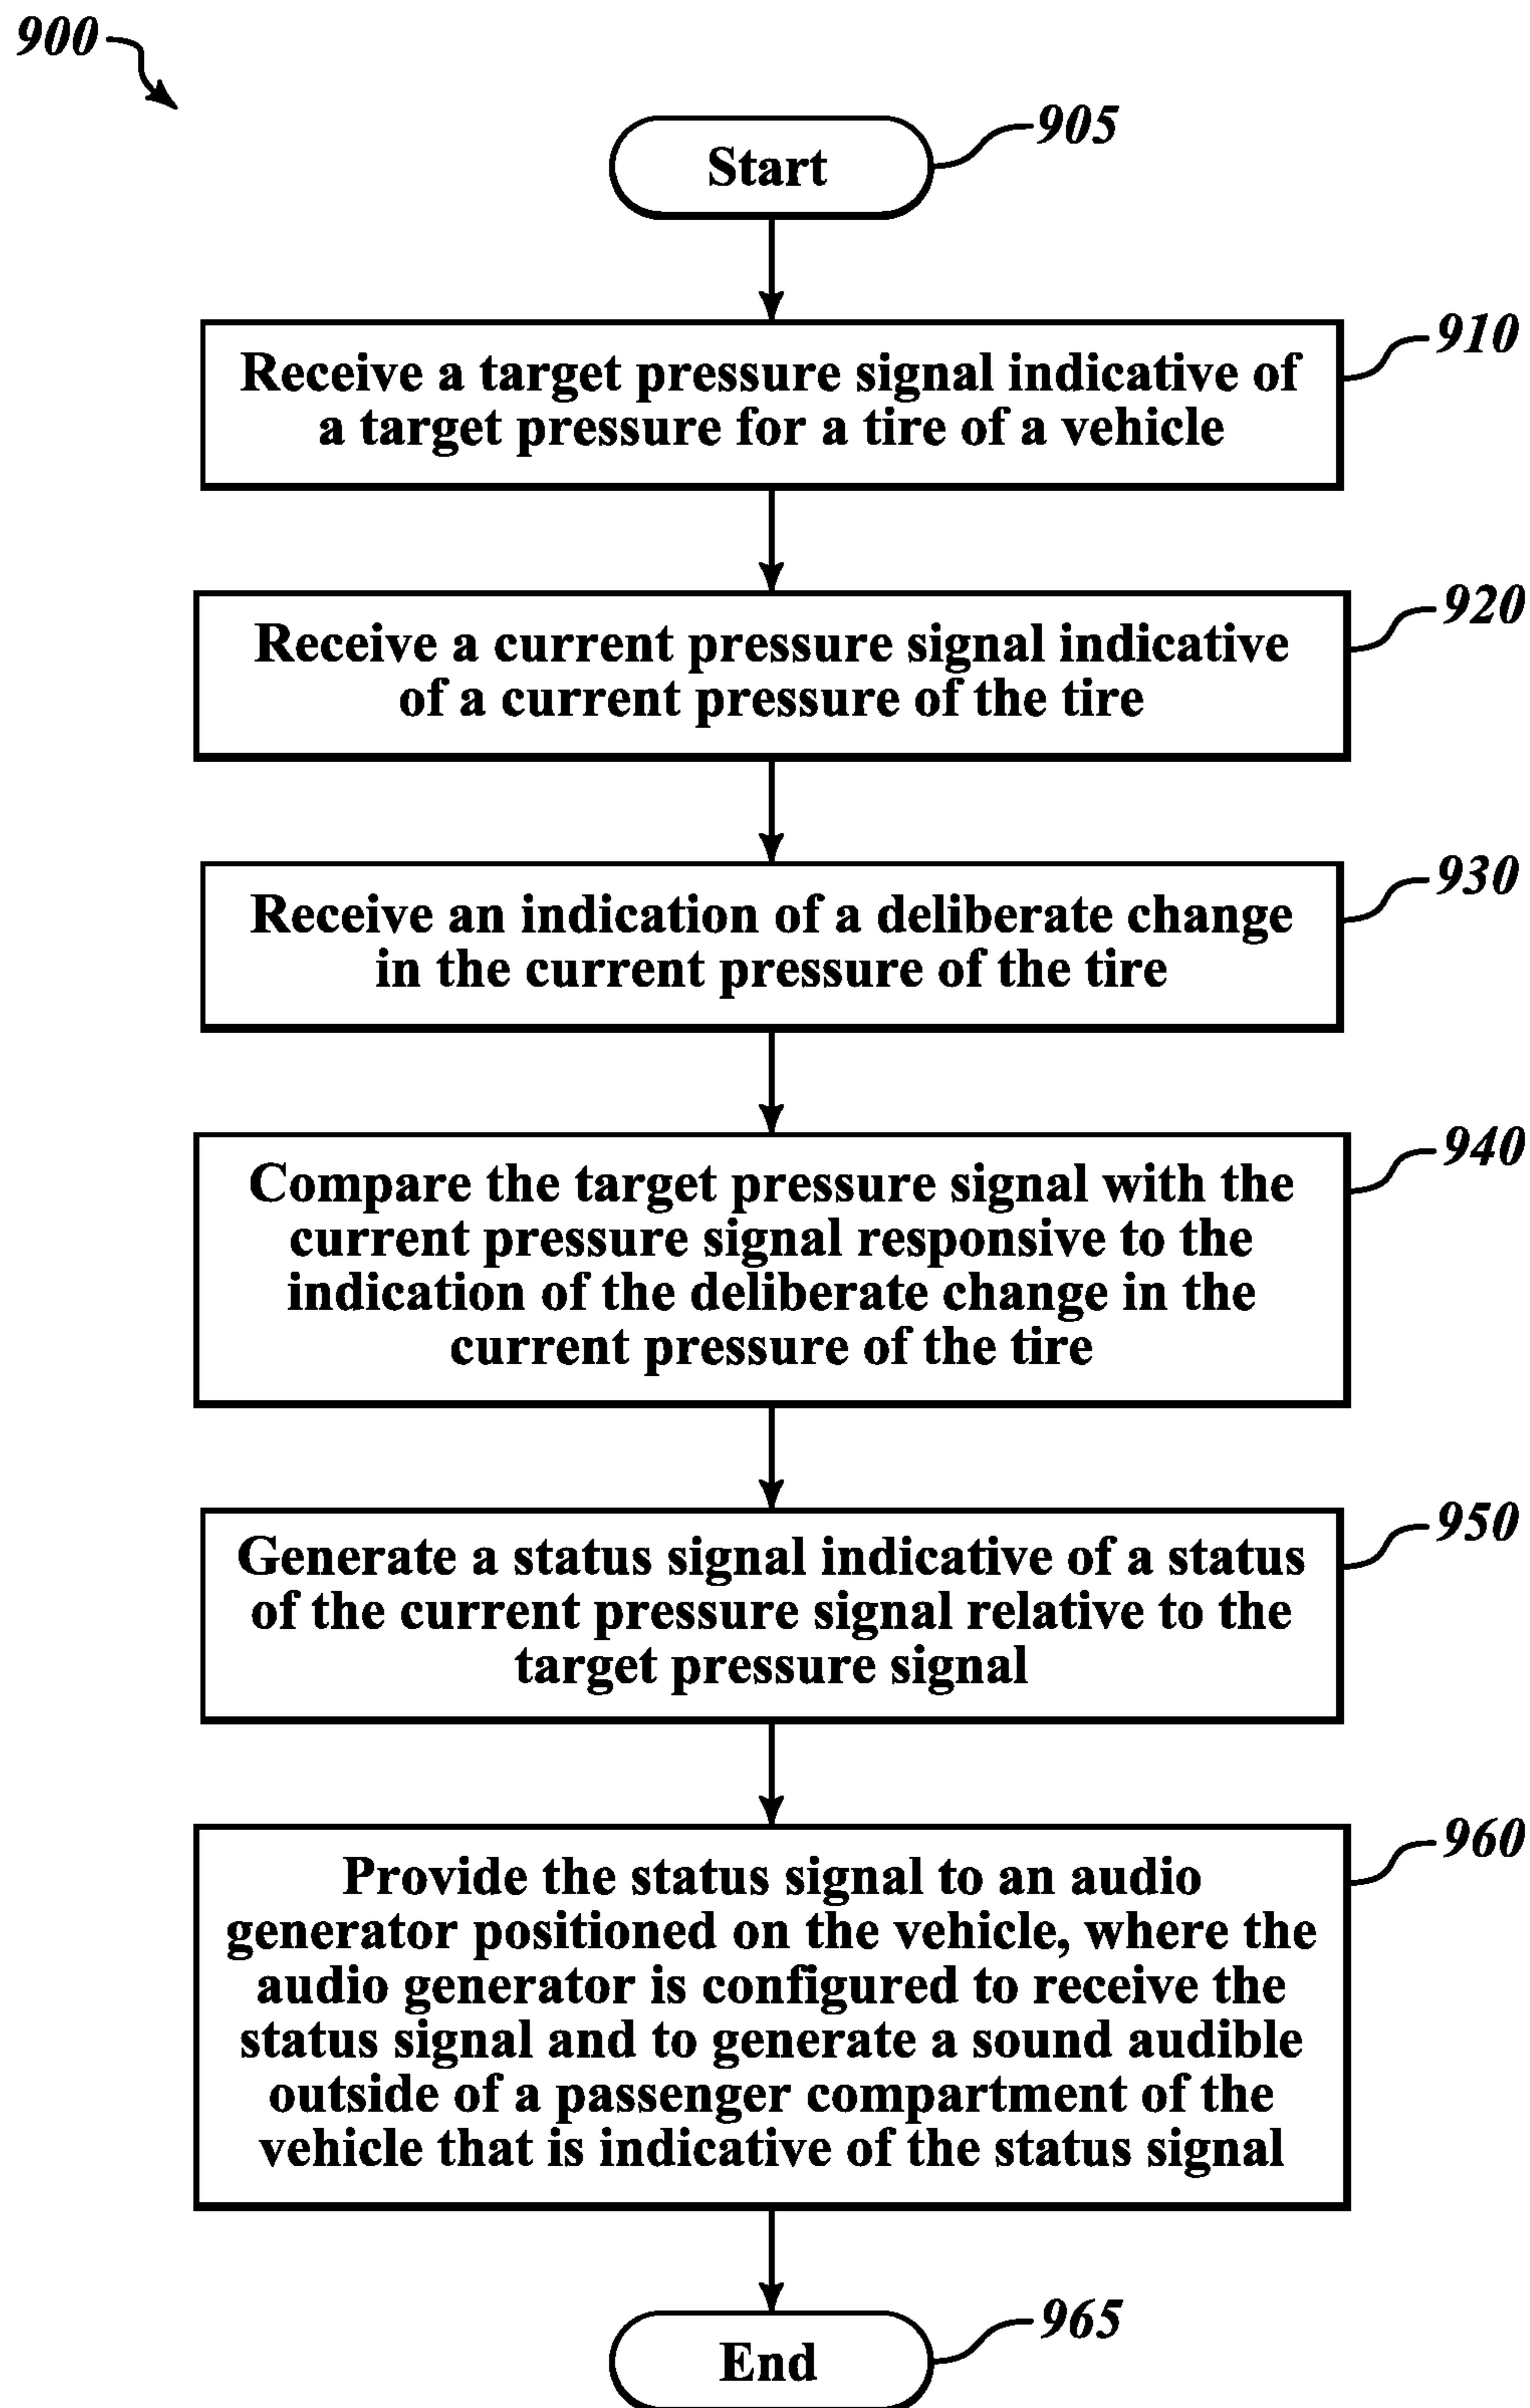 900
905
Start
910
Receive a target pressure signal indicative of
a target pressure for a tire of a vehicle
920
Receive a current pressure signal indicative
of a current pressure of the tire
930
Receive an indication of a deliberate change
in the current pressure of the tire
940
Compare the target pressure signal with the
current pressure signal responsive to the
indication of the deliberate change in the
current pressure of the tire
950
Generate a status signal indicative of a status
of the current pressure signal relative to the
target pressure signal
960
Provide the status signal to an audio
generator positioned on the vehicle, where the
audio generator is configured to receive the
status signal and to generate a sound audible
outside of a passenger compartment of the
vehicle that is indicative of the status signal
965
End